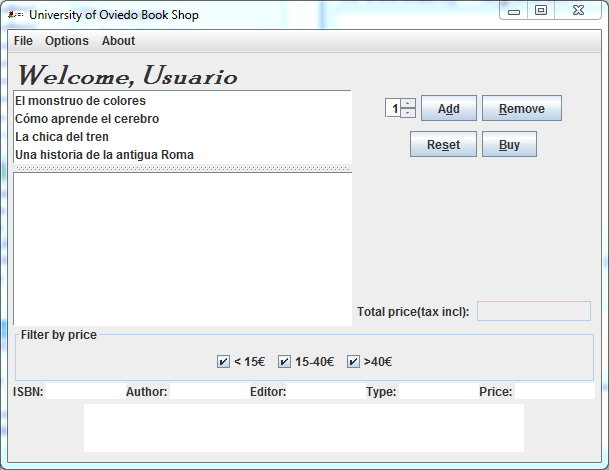 University of Oviedo Book Shop
File Options About
Welcome, Usuario
El monstruo de colores
Cómo aprende el cerebro
La chica del tren
Una historia de la antigua Roma
1 Add Remove
Reset Buy
Total price(tax incl):
Filter by price
< 15€ 15-40€ >40€
ISBN: Author: Editor: Type: Price: